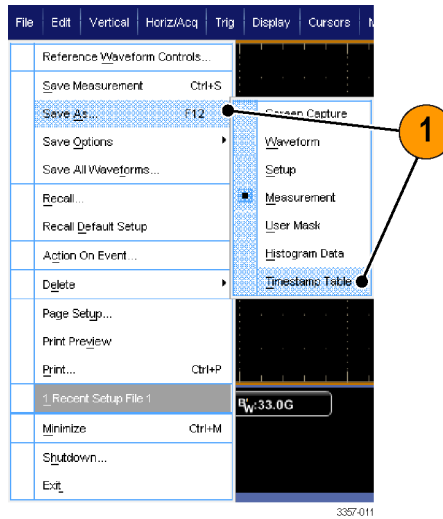 File Edit Vertical Horiz/Acq Trig Display Cursors
Reference Waveform Controls...
Save Measurement Ctrl+S
Save As... F12
Save Options
Save All Waveforms...
Recall...
Recall Default Setup
Action On Event...
Delete
Page Setup...
Print Preview
Print... Ctrl+P
1 Recent Setup File 1
Minimize Ctrl+M
Shutdown...
Exit
Screen Capture
Waveform
Setup
Measurement
User Mask
Histogram Data
Timestamp Table
1
BW:33.0G
3357-011